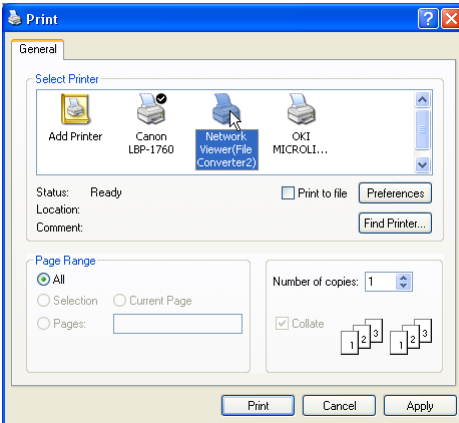 Print
General
Select Printer
Add Printer
Canon
LBP-1760
Network
Viewer(File
Converter2)
OKI
MICROLI...
Status: Ready
Print to file
Preferences
Location:
Comment:
Find Printer...
Page Range
All
Selection
Current Page
Pages:
Number of copies: 1
Collate
1 2 3 1 2 3
Print
Cancel
Apply